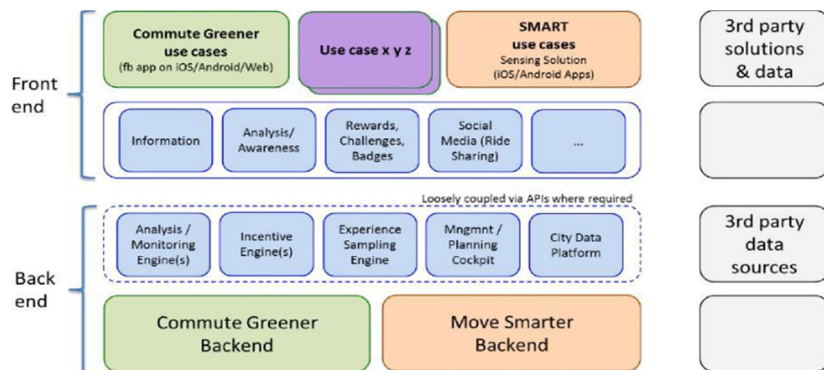 Commute Greener
use cases
(fb app on iOS/Android/Web)
Use case x y z
SMART
use cases
Sensing Solution
(iOS/Android Apps)
3rd party
solutions
& data
Front
end
Information
Analysis/
Awareness
Rewards,
Challenges,
Badges
Social
Media (Ride
Sharing)
...
Loosely coupled via APIs where required
Back
end
Analysis /
Monitoring
Engine(s)
Incentive
Engine(s)
Experience
Sampling
Engine
Mngmnt /
Planning
Cockpit
City Data
Platform
3rd party
data
sources
Commute Greener
Backend
Move Smarter
Backend